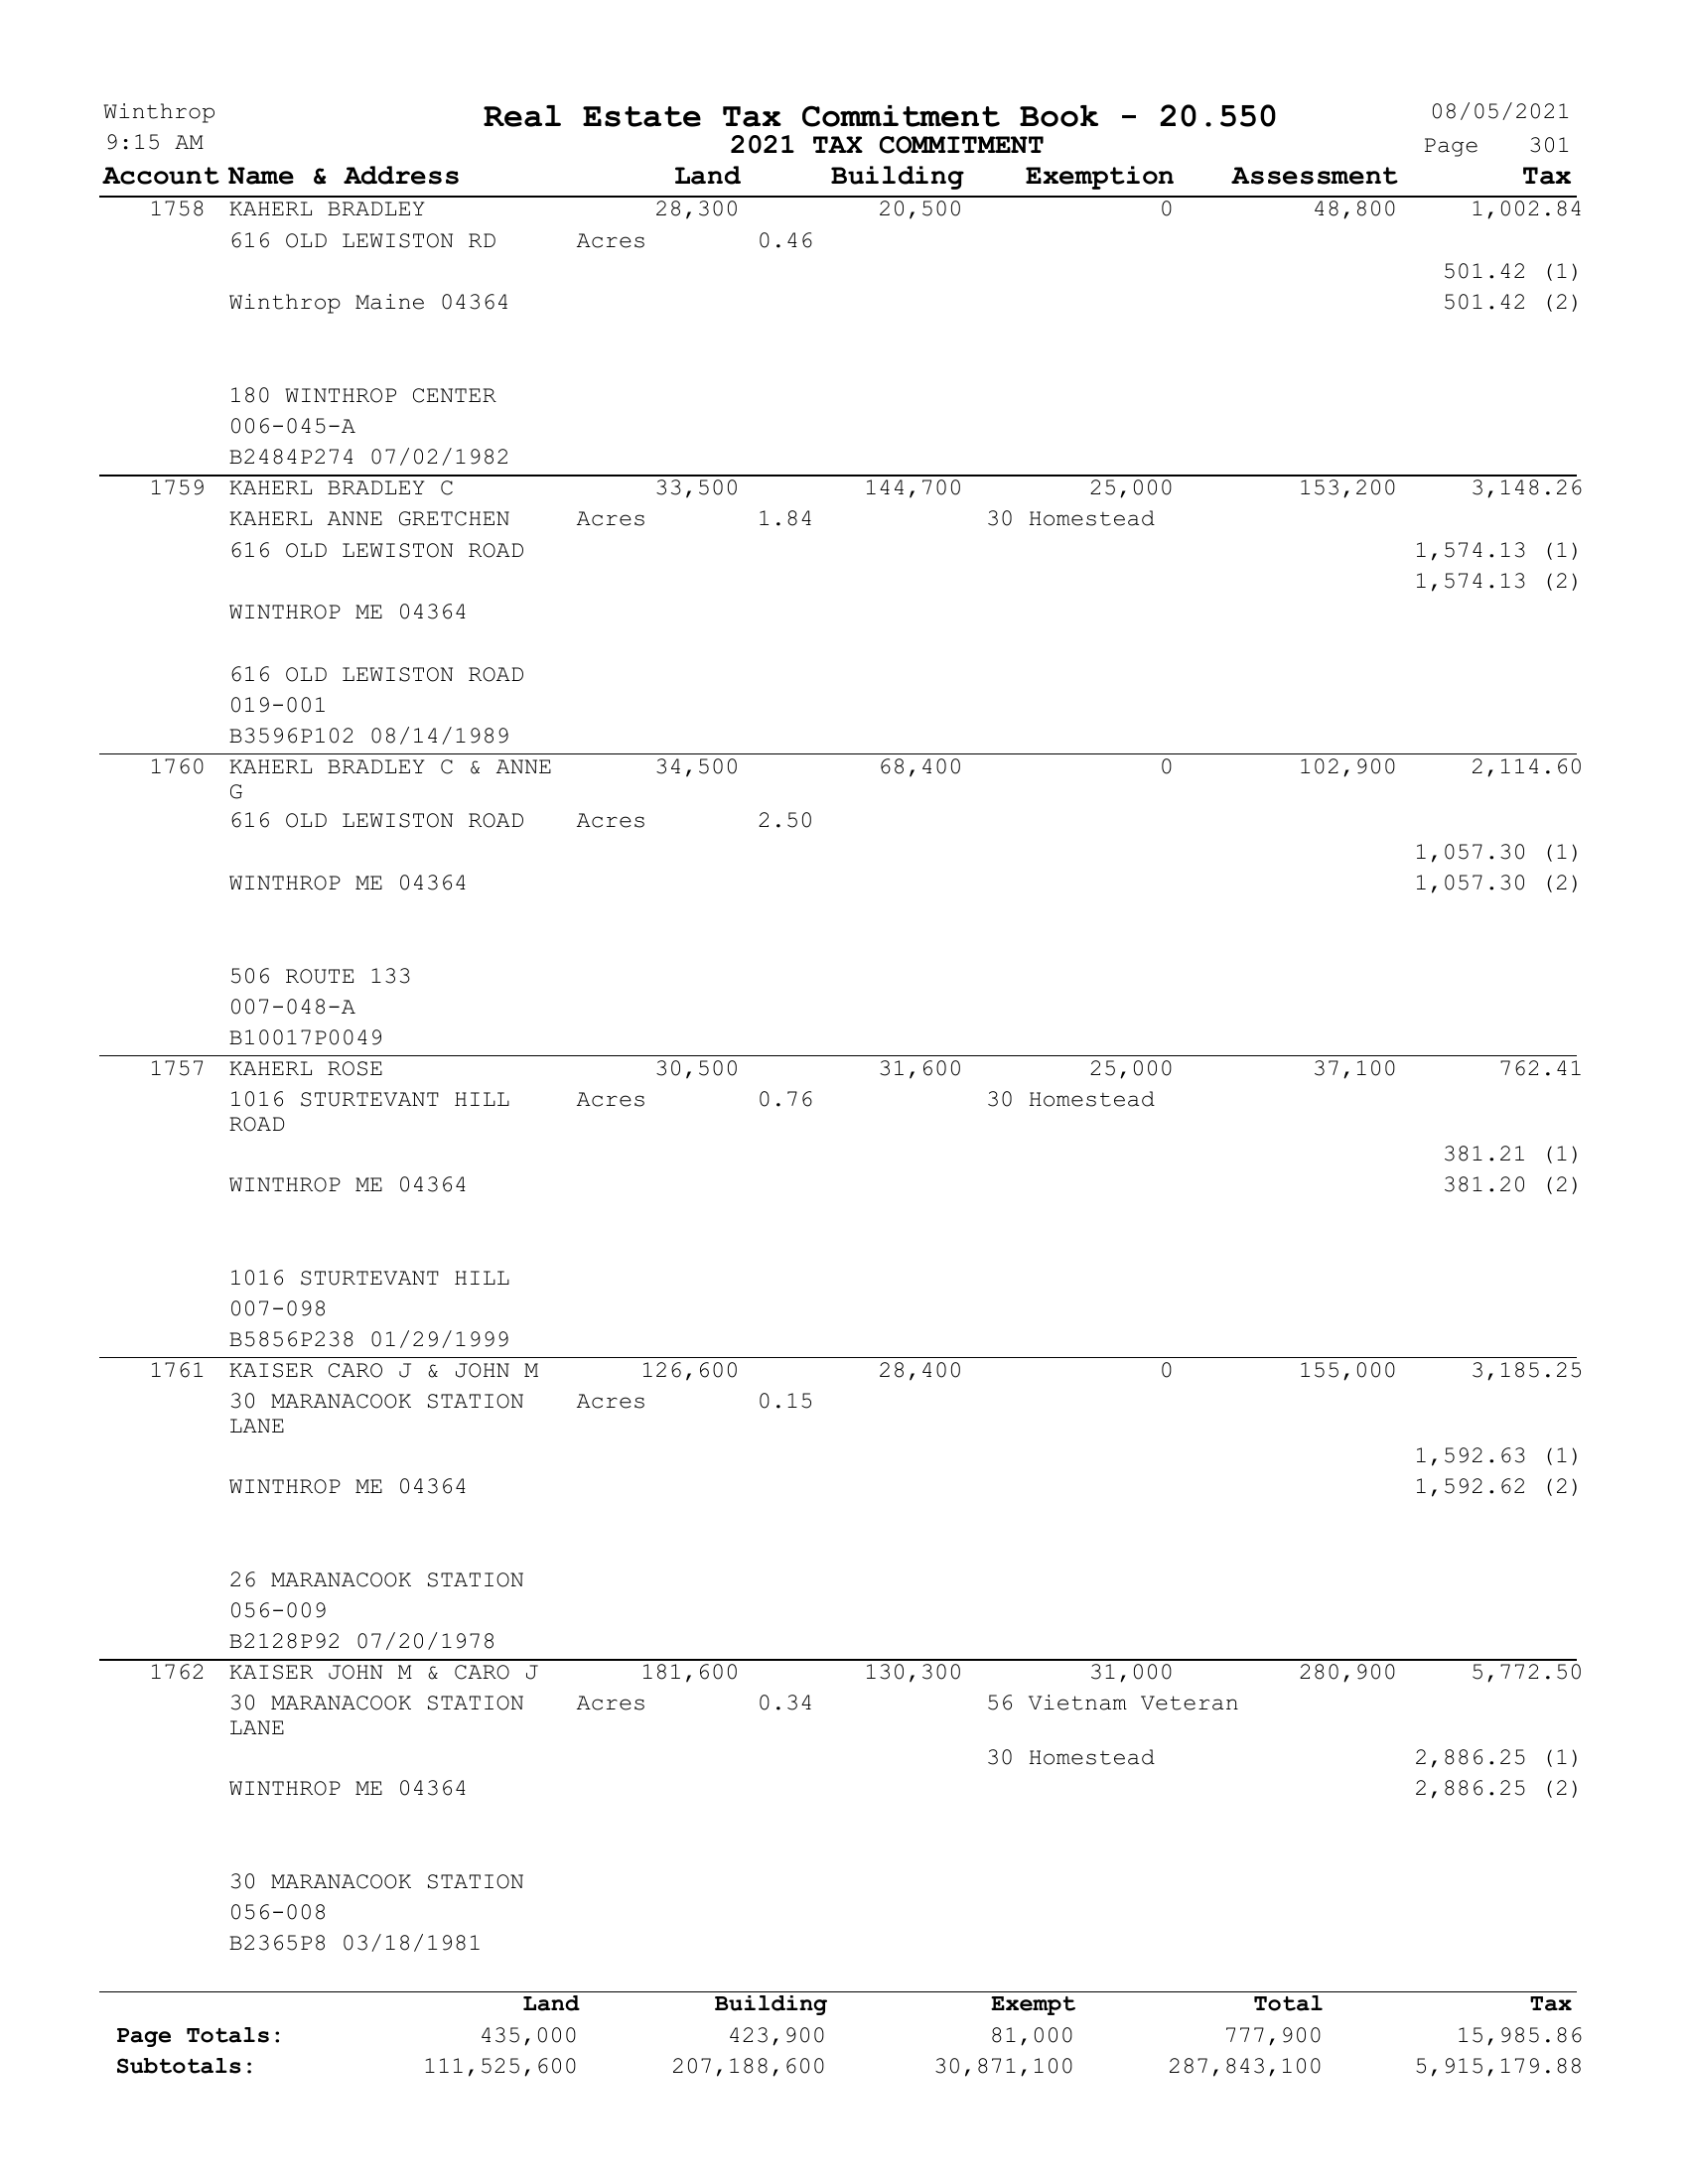 Winthrop Real Estate Tax Commitment Book - 20.550 08/05/2021
9:15 AM 2021 TAX COMMITMENT Page 301
Account Name & Address Land Building Exemption Assessment Tax
1758 KAHERL BRADLEY 28,300 20,500 0 48,800 1,002.84
616 OLD LEWISTON RD Acres 0.46
501.42 (1)
Winthrop Maine 04364 501.42 (2)
180 WINTHROP CENTER
006-045-A
B2484P274 07/02/1982
1759 KAHERL BRADLEY C 33,500 144,700 25,000 153,200 3,148.26
KAHERL ANNE GRETCHEN Acres 1.84 30 Homestead
616 OLD LEWISTON ROAD 1,574.13 (1)
1,574.13 (2)
WINTHROP ME 04364
616 OLD LEWISTON ROAD
019-001
B3596P102 08/14/1989
1760 KAHERL BRADLEY C & ANNE 34,500 68,400 0 102,900 2,114.60
G
616 OLD LEWISTON ROAD Acres 2.50
1,057.30 (1)
WINTHROP ME 04364 1,057.30 (2)
506 ROUTE 133
007-048-A
B10017P0049
1757 KAHERL ROSE 30,500 31,600 25,000 37,100 762.41
1016 STURTEVANT HILL Acres 0.76 30 Homestead
ROAD
381.21 (1)
WINTHROP ME 04364 381.20 (2)
1016 STURTEVANT HILL
007-098
B5856P238 01/29/1999
1761 KAISER CARO J & JOHN M 126,600 28,400 0 155,000 3,185.25
30 MARANACOOK STATION Acres 0.15
LANE
1,592.63 (1)
WINTHROP ME 04364 1,592.62 (2)
26 MARANACOOK STATION
056-009
B2128P92 07/20/1978
1762 KAISER JOHN M & CARO J 181,600 130,300 31,000 280,900 5,772.50
30 MARANACOOK STATION Acres 0.34 56 Vietnam Veteran
LANE
30 Homestead 2,886.25 (1)
WINTHROP ME 04364 2,886.25 (2)
30 MARANACOOK STATION
056-008
B2365P8 03/18/1981
Land Building Exempt Total Tax
Page Totals: 435,000 423,900 81,000 777,900 15,985.86
Subtotals: 111,525,600 207,188,600 30,871,100 287,843,100 5,915,179.88